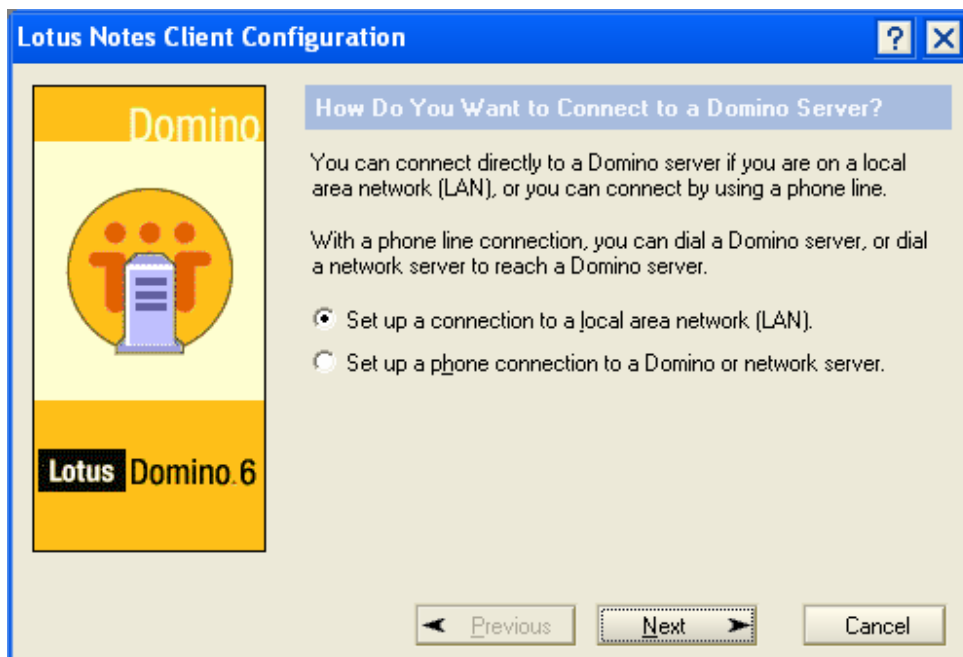 Lotus Notes Client Configuration
?
X
Domino
How Do You Want to Connect to a Domino Server?
You can connect directly to a Domino server if you are on a local
area network (LAN), or you can connect by using a phone line.
With a phone line connection, you can dial a Domino server, or dial
a network server to reach a Domino server.
Set up a connection to a local area network (LAN).
Set up a phone connection to a Domino or network server.
Lotus Domino.6
Previous
Next
Cancel